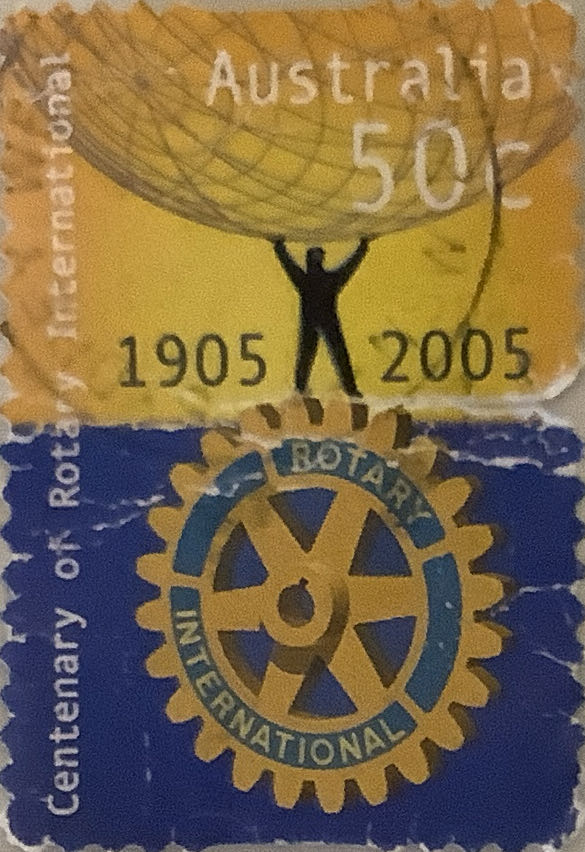 Australia
50c
1905 2005
Centenary of Rotary International
ROTARY
INTERNATIONAL